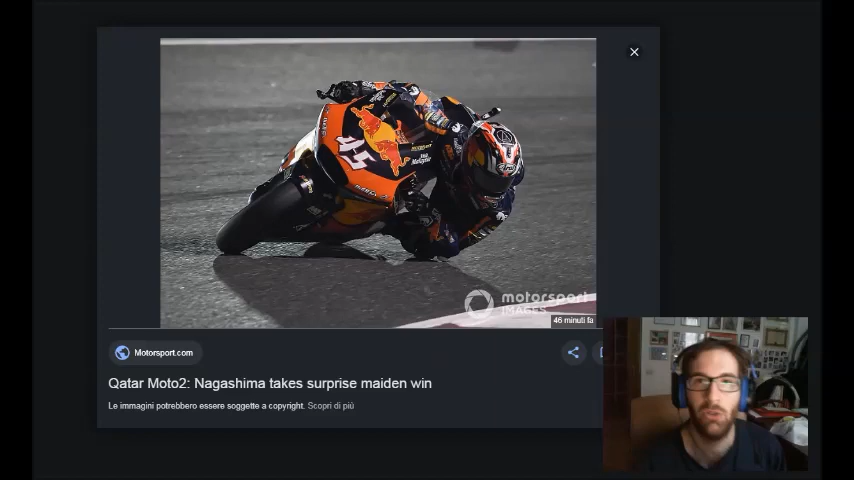 45
motorsport
IMAGES
46 minuti fa
Motorsport.com
Qatar Moto2: Nagashima takes surprise maiden win
Le immagini potrebbero essere soggette a copyright. Scopri di più